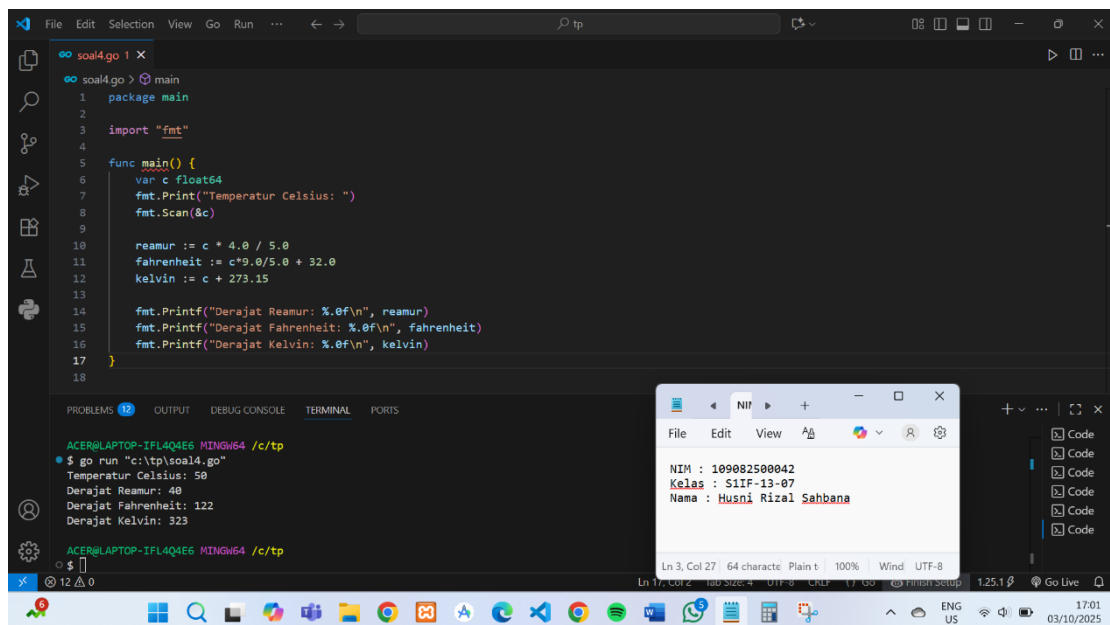 File Edit Selection View Go Run ··· tp
soal4.go 1
soal4.go > main
1 package main
2
3 import "fmt"
4
5 func main() {
6 var c float64
7 fmt.Print("Temperatur Celsius: ")
8 fmt.Scan(&c)
9
10 reamur := c * 4.0 / 5.0
11 fahrenheit := c*9.0/5.0 + 32.0
12 kelvin := c + 273.15
13
14 fmt.Printf("Derajat Reamur: %.0f\n", reamur)
15 fmt.Printf("Derajat Fahrenheit: %.0f\n", fahrenheit)
16 fmt.Printf("Derajat Kelvin: %.0f\n", kelvin)
17 }
18
PROBLEMS 12 OUTPUT DEBUG CONSOLE TERMINAL PORTS
ACER@LAPTOP-IFL4Q4E6 MINGW64 /c/tp
$ go run "c:\tp\soal4.go"
Temperatur Celsius: 50
Derajat Reamur: 40
Derajat Fahrenheit: 122
Derajat Kelvin: 323
ACER@LAPTOP-IFL4Q4E6 MINGW64 /c/tp
$
Code
Code
Code
Code
Code
Code
NIM
File Edit View
NIM : 109082500042
Kelas : S1IF-13-07
Nama : Husni Rizal Sahbana
Ln 3, Col 27 64 characte Plain t 100% Wind UTF-8
12 0 Ln 17, Col 2 Tab Size: 4 UTF-8 CRLF {} Go Finish Setup 1.25.1 Go Live
6 5 ENG US 17:01 03/10/2025